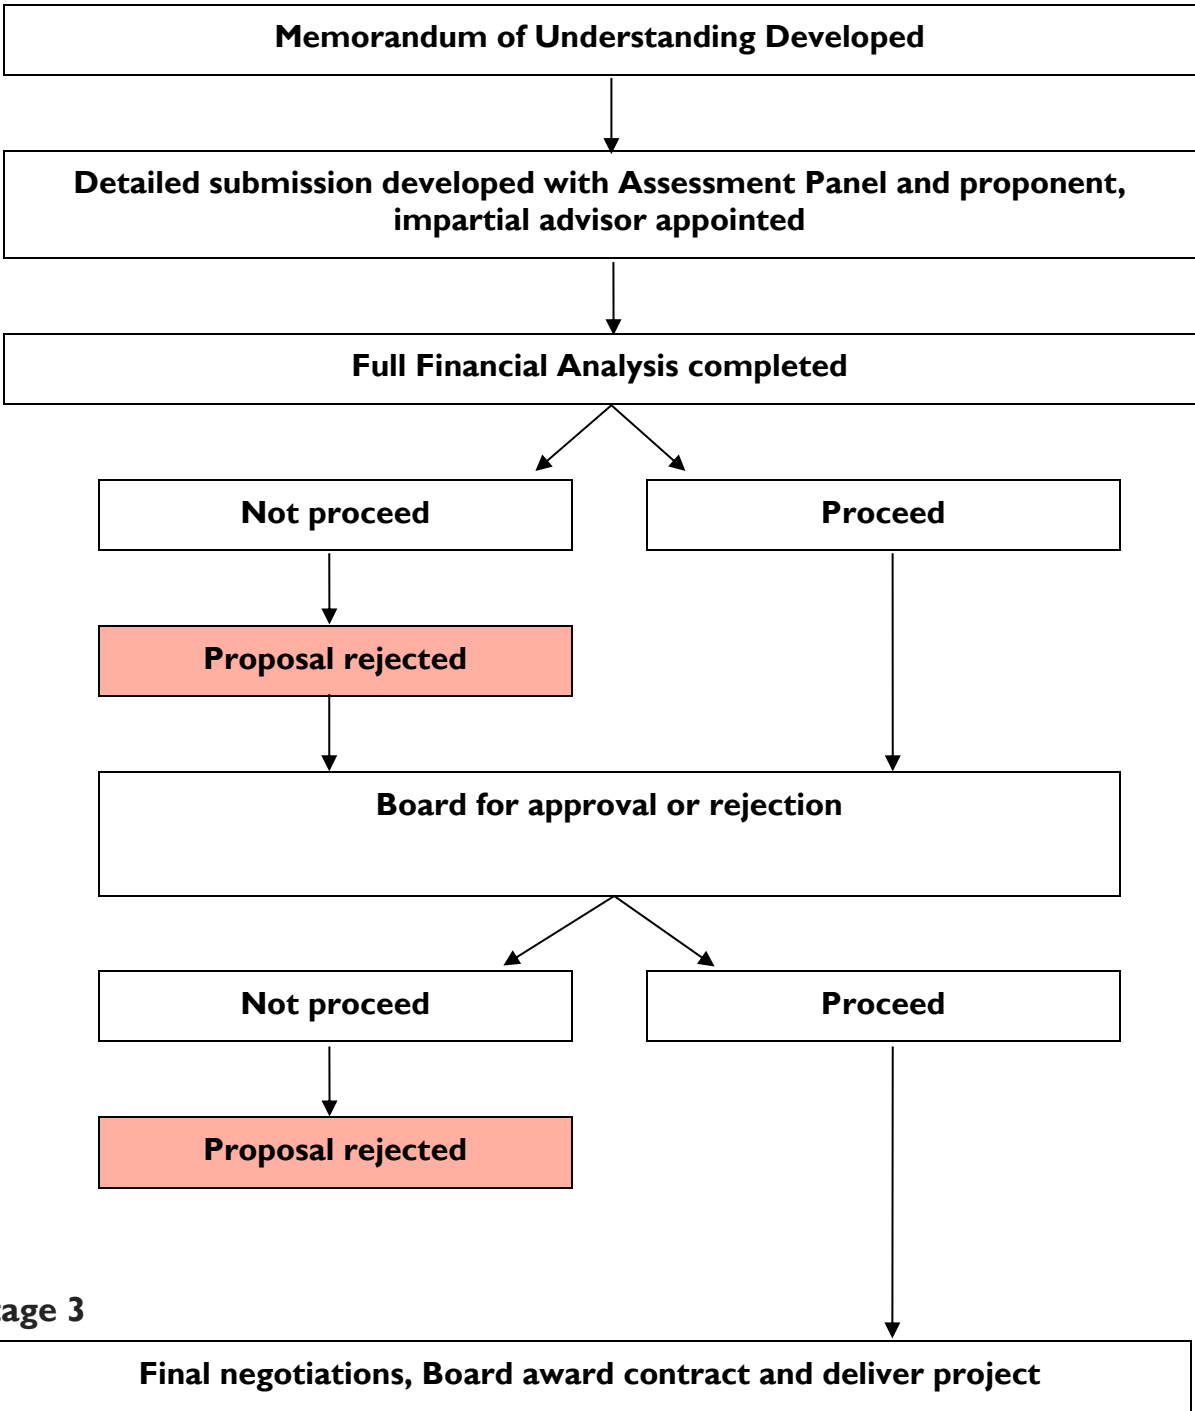 Memorandum of Understanding Developed
Detailed submission developed with Assessment Panel and proponent,
impartial advisor appointed
Full Financial Analysis completed
Not proceed
Proceed
Proposal rejected
Board for approval or rejection
Not proceed
Proceed
Proposal rejected
tage 3
Final negotiations, Board award contract and deliver project